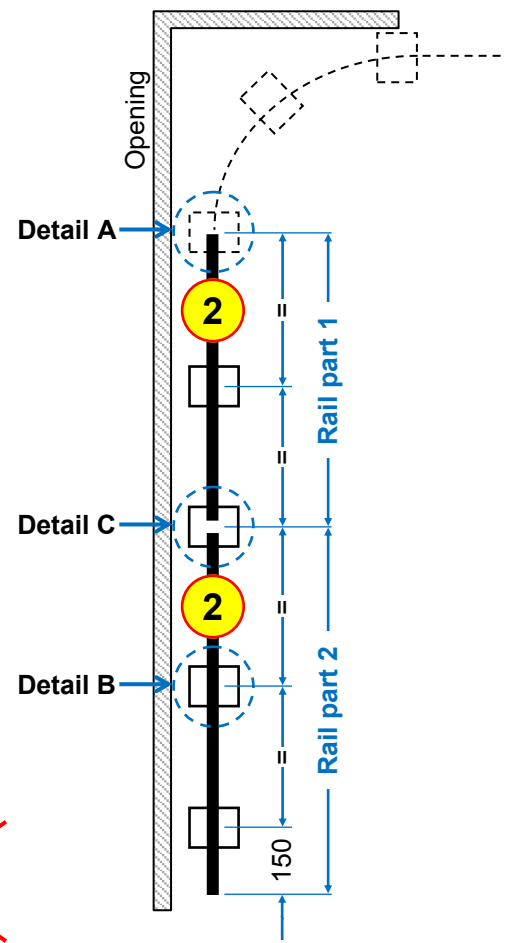 Opening
Detail A
2
=
Rail part 1
=
Detail C
=
2
Detail B
Rail part 2
=
150